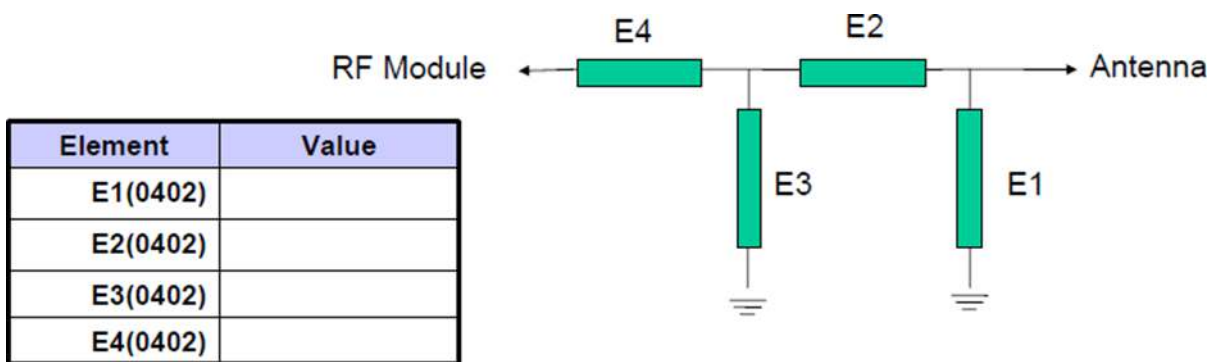 E4
E2
RF Module
Antenna
E3
E1
Element Value
E1(0402)
E2(0402)
E3(0402)
E4(0402)